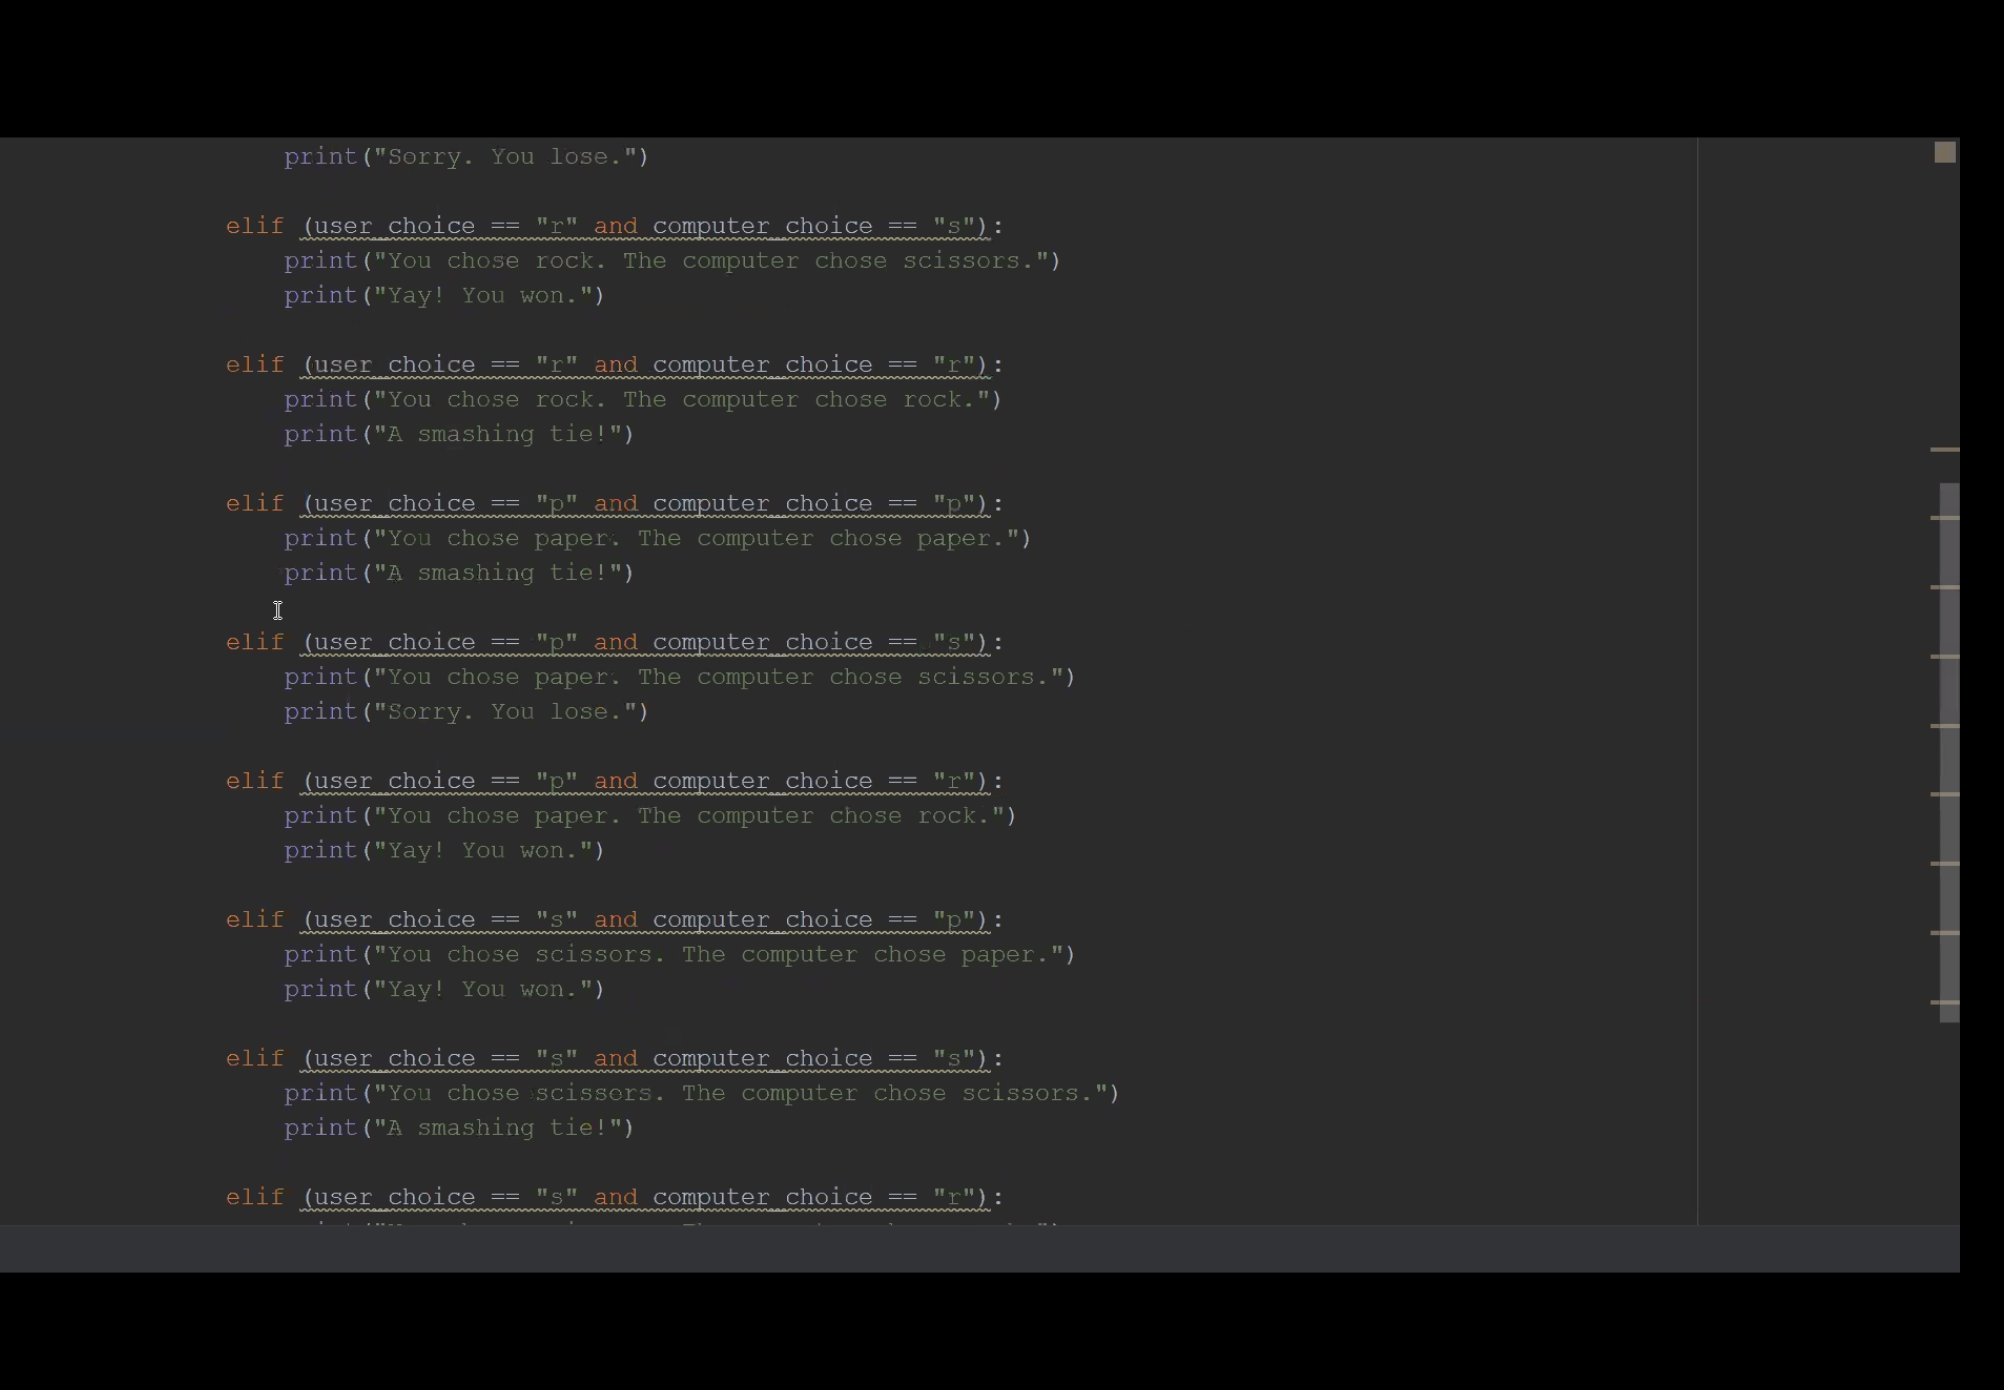 print("Sorry. You lose.")
elif (user_choice == "r" and computer_choice == "s"):
print("You chose rock. The computer chose scissors.")
print("Yay! You won.")
elif (user_choice == "r" and computer_choice == "r"):
print("You chose rock. The computer chose rock.")
print("A smashing tie!")
elif (user_choice == "p" and computer_choice == "p"):
print("You chose paper. The computer chose paper.")
print("A smashing tie!")
elif (user_choice == "p" and computer_choice == "s"):
print("You chose paper. The computer chose scissors.")
print("Sorry. You lose.")
elif (user_choice == "p" and computer_choice == "r"):
print("You chose paper. The computer chose rock.")
print("Yay! You won.")
elif (user_choice == "s" and computer_choice == "p"):
print("You chose scissors. The computer chose paper.")
print("Yay! You won.")
elif (user_choice == "s" and computer_choice == "s"):
print("You chose scissors. The computer chose scissors.")
print("A smashing tie!")
elif (user_choice == "s" and computer_choice == "r"):